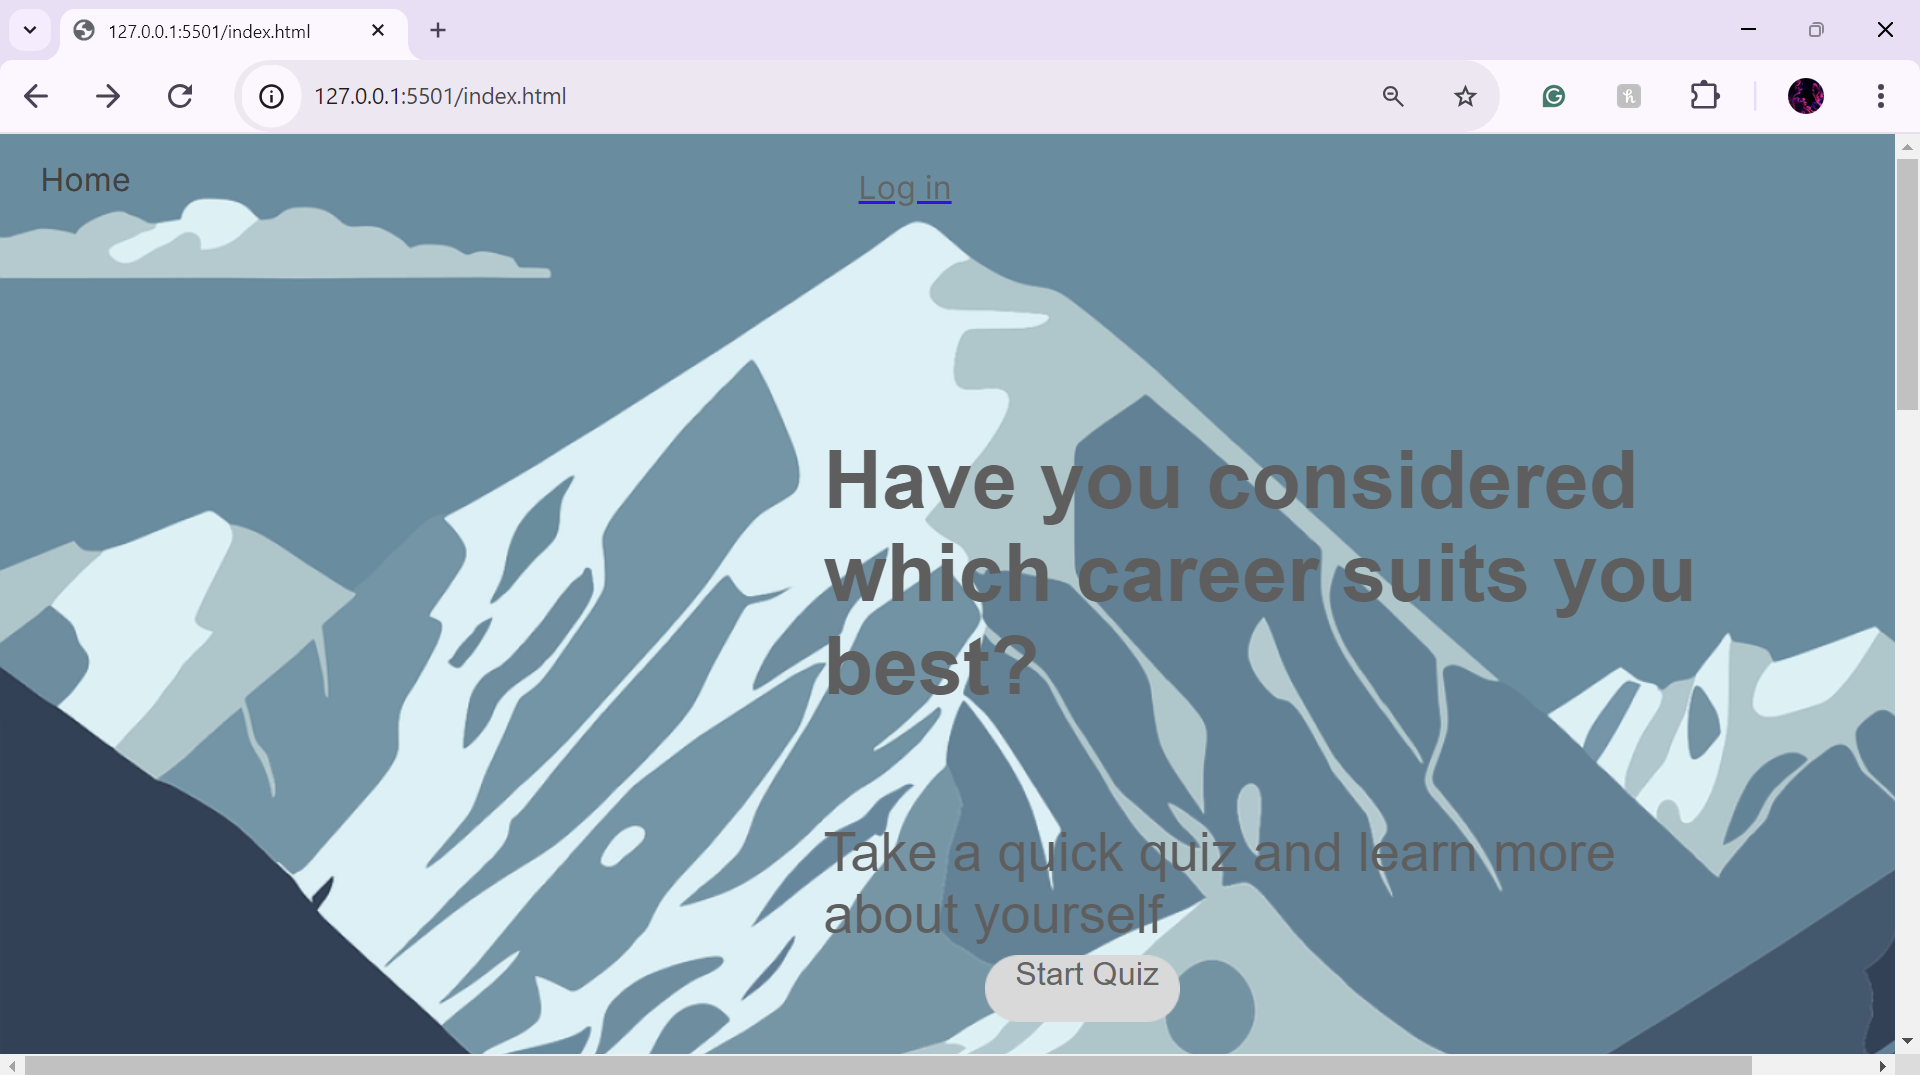 127.0.0.1:5501/index.html
127.0.0.1:5501/index.html
Home
Log in
Have you considered
which career suits you
best?
Take a quick quiz and learn more
about yourself
Start Quiz